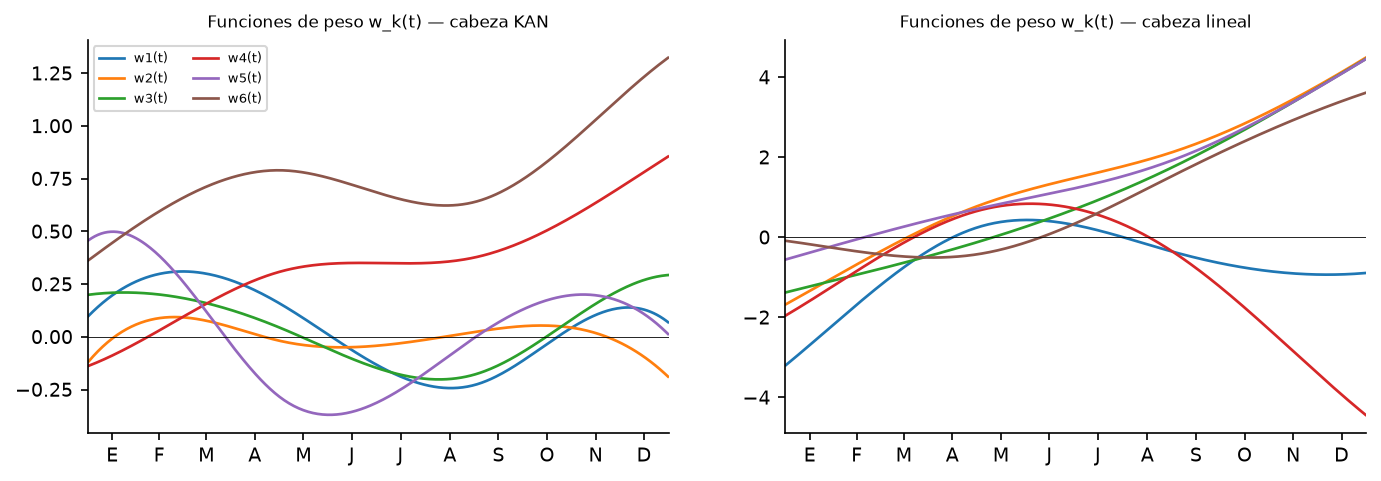 Funciones de peso w_k(t) — cabeza KAN
w1(t) w4(t)
w2(t) w5(t)
w3(t) w6(t)
1.25
1.00
0.75
0.50
0.25
0.00
−0.25
E F M A M J J A S O N D
Funciones de peso w_k(t) — cabeza lineal
4
2
0
−2
−4
E F M A M J J A S O N D